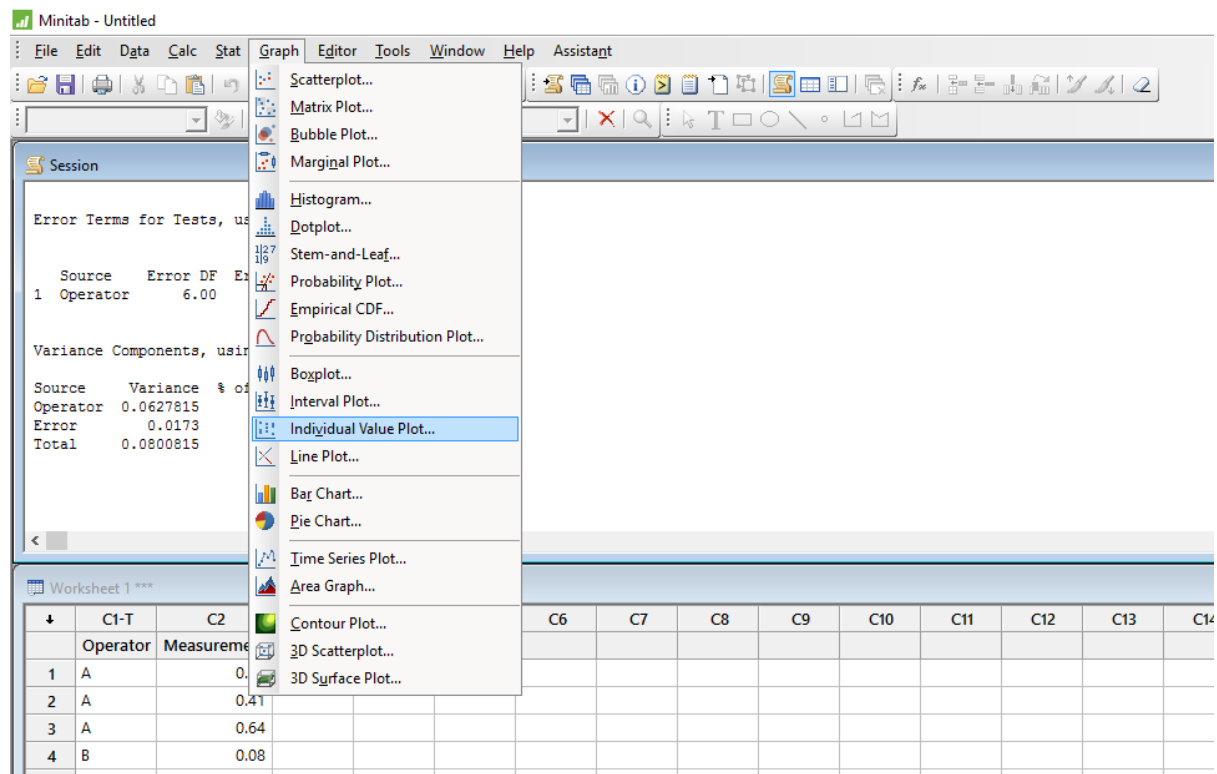 Minitab - Untitled
File Edit Data Calc Stat Graph Editor Tools Window Help Assistant
Scatterplot...
Matrix Plot...
Bubble Plot...
Marginal Plot...
Histogram...
Dotplot...
Stem-and-Leaf...
Probability Plot...
Empirical CDF...
Probability Distribution Plot...
Boxplot...
Interval Plot...
Individual Value Plot...
Line Plot...
Bar Chart...
Pie Chart...
Time Series Plot...
Area Graph...
Contour Plot...
3D Scatterplot...
3D Surface Plot...
Session
Error Terms for Tests, us
Source Error DF
1 Operator 6.00
Variance Components, usin
Source Variance % of
Operator 0.0627815
Error 0.0173
Total 0.0800815
Worksheet 1 ***
C1-T C2 C6 C7 C8 C9 C10 C11 C12 C13 C14
Operator Measureme
1 A 0.
2 A 0.41
3 A 0.64
4 B 0.08